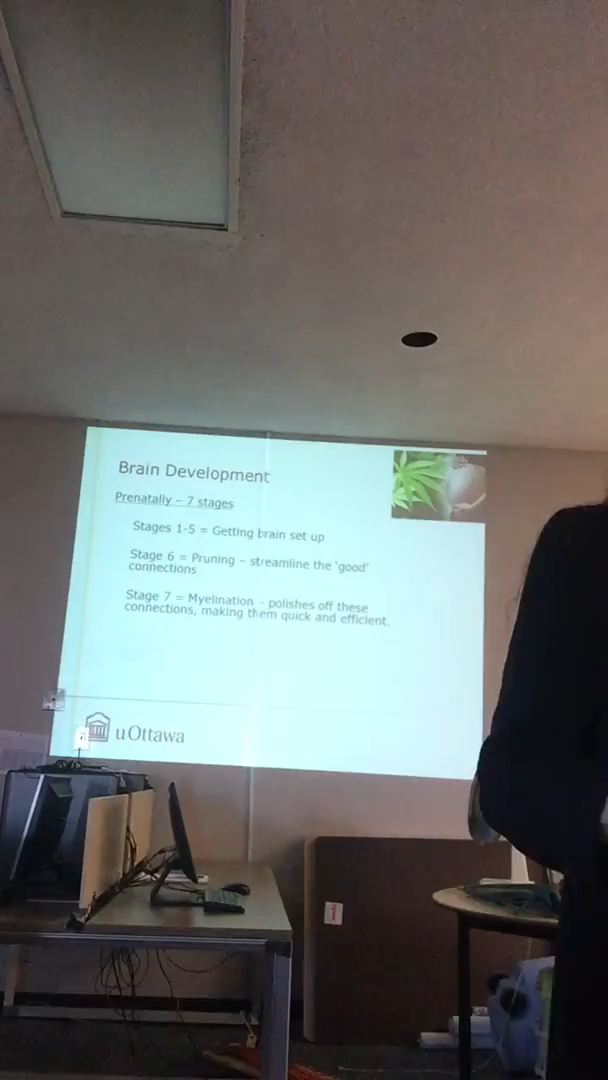 Brain Development
Prenatally – 7 stages
Stages 1-5 = Getting brain set up
Stage 6 = Pruning – streamline the ‘good’
connections
Stage 7 = Myelination - polishes off these
connections, making them quick and efficient.
uOttawa